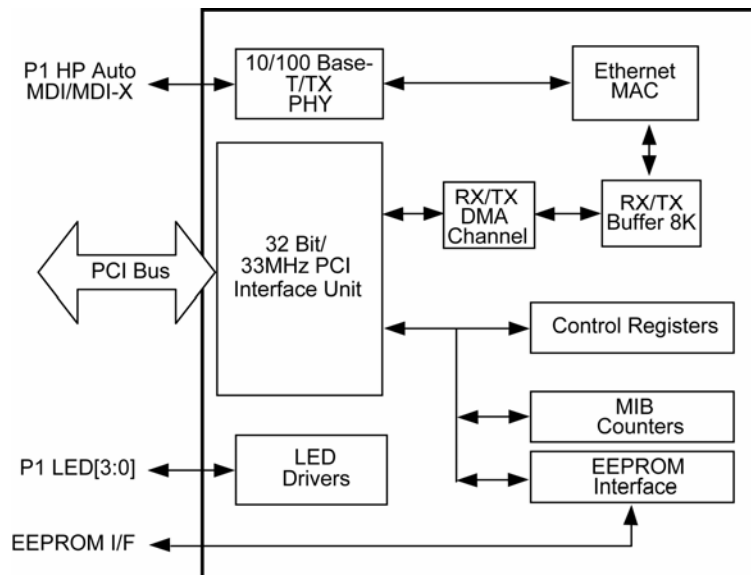 P1 HP Auto
MDI/MDI-X
10/100 Base-
T/TX
PHY
Ethernet
MAC
RX/TX
DMA
Channel
RX/TX
Buffer 8K
PCI Bus
32 Bit/
33MHz PCI
Interface Unit
Control Registers
MIB
Counters
P1 LED[3:0]
LED
Drivers
EEPROM
Interface
EEPROM I/F